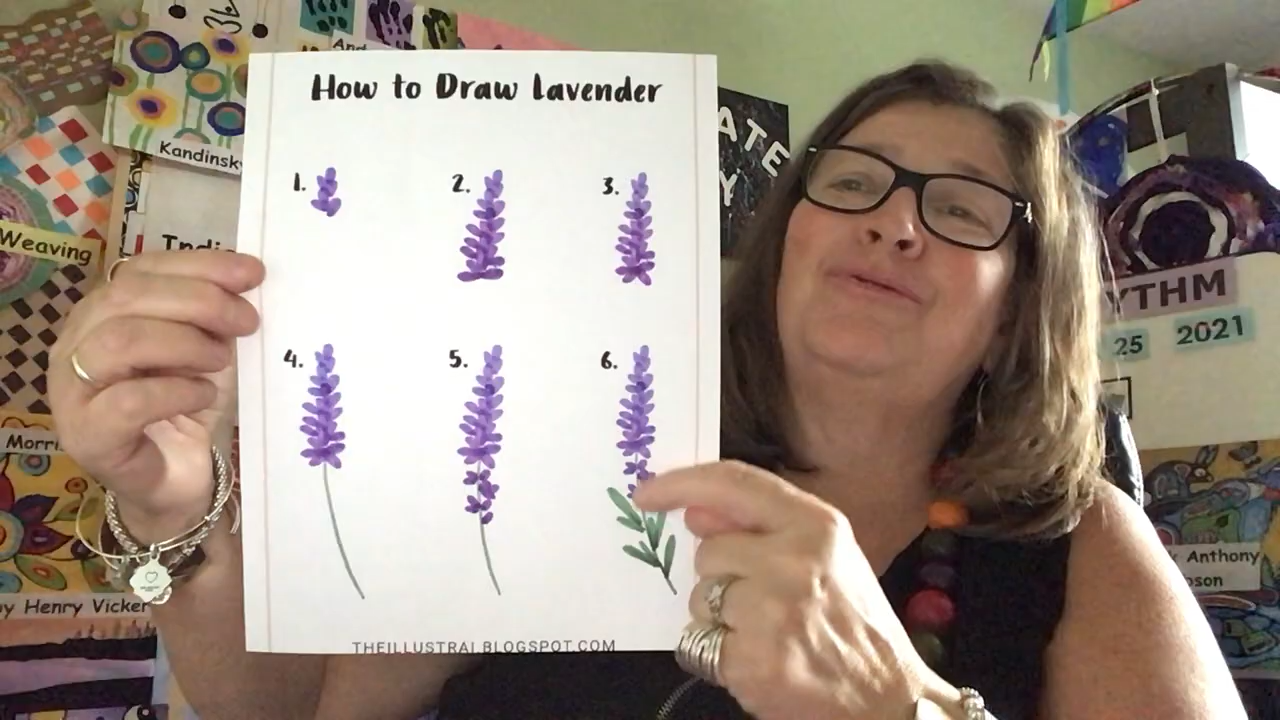 How to Draw Lavender
1.
2.
3.
4.
5.
6.
THEILLUSTRAI.BLOGSPOT.COM
Kandinsky
Weaving
ATE
Y
YTHM
25 2021
Anthony
Henry Vicker